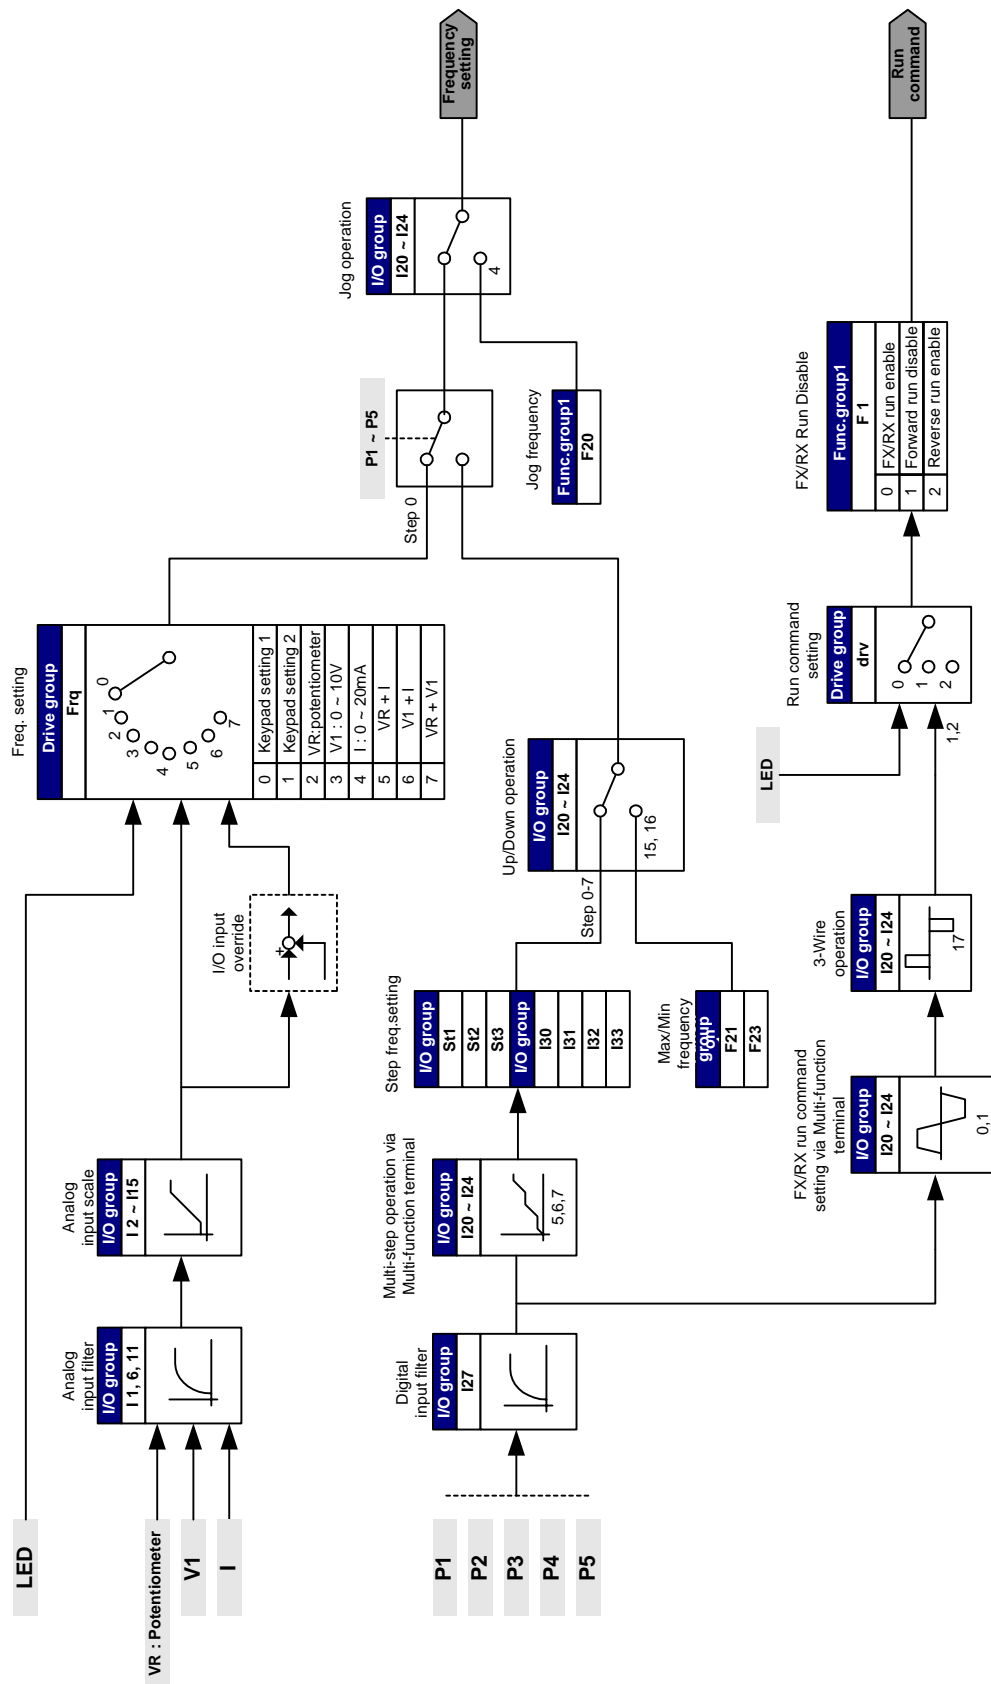 LED
VR : Potentiometer
V1
I
Analog
input filter
I/O group
I 1, 6, 11
Analog
input scale
I/O group
I 2 ~ I15
I/O input
override
+
Freq. setting
Drive group
Frq
0
1
2
3
4
5
6
7
0 Keypad setting 1
1 Keypad setting 2
2 VR:potentiometer
3 V1 : 0 ~ 10V
4 I : 0 ~ 20mA
5 VR + I
6 V1 + I
7 VR + V1
Step 0
P1 ~ P5
Jog frequency
Func.group1
F20
Jog operation
I/O group
I20 ~ I24
4
Frequency
setting
P1
P2
P3
P4
P5
Digital
input filter
I/O group
I27
Multi-step operation via
Multi-function terminal
I/O group
I20 ~ I24
5,6,7
Step freq.setting
I/O group
St1
St2
St3
I/O group
I30
I31
I32
I33
Max/Min
frequency
group
F21
F23
Step 0-7
Up/Down operation
I/O group
I20 ~ I24
15, 16
FX/RX run command
setting via Multi-function
terminal
I/O group
I20 ~ I24
0,1
3-Wire
operation
I/O group
I20 ~ I24
17
LED
1,2
Run command
setting
Drive group
drv
0
1
2
FX/RX Run Disable
Func.group1
F 1
0 FX/RX run enable
1 Forward run disable
2 Reverse run enable
Run
command